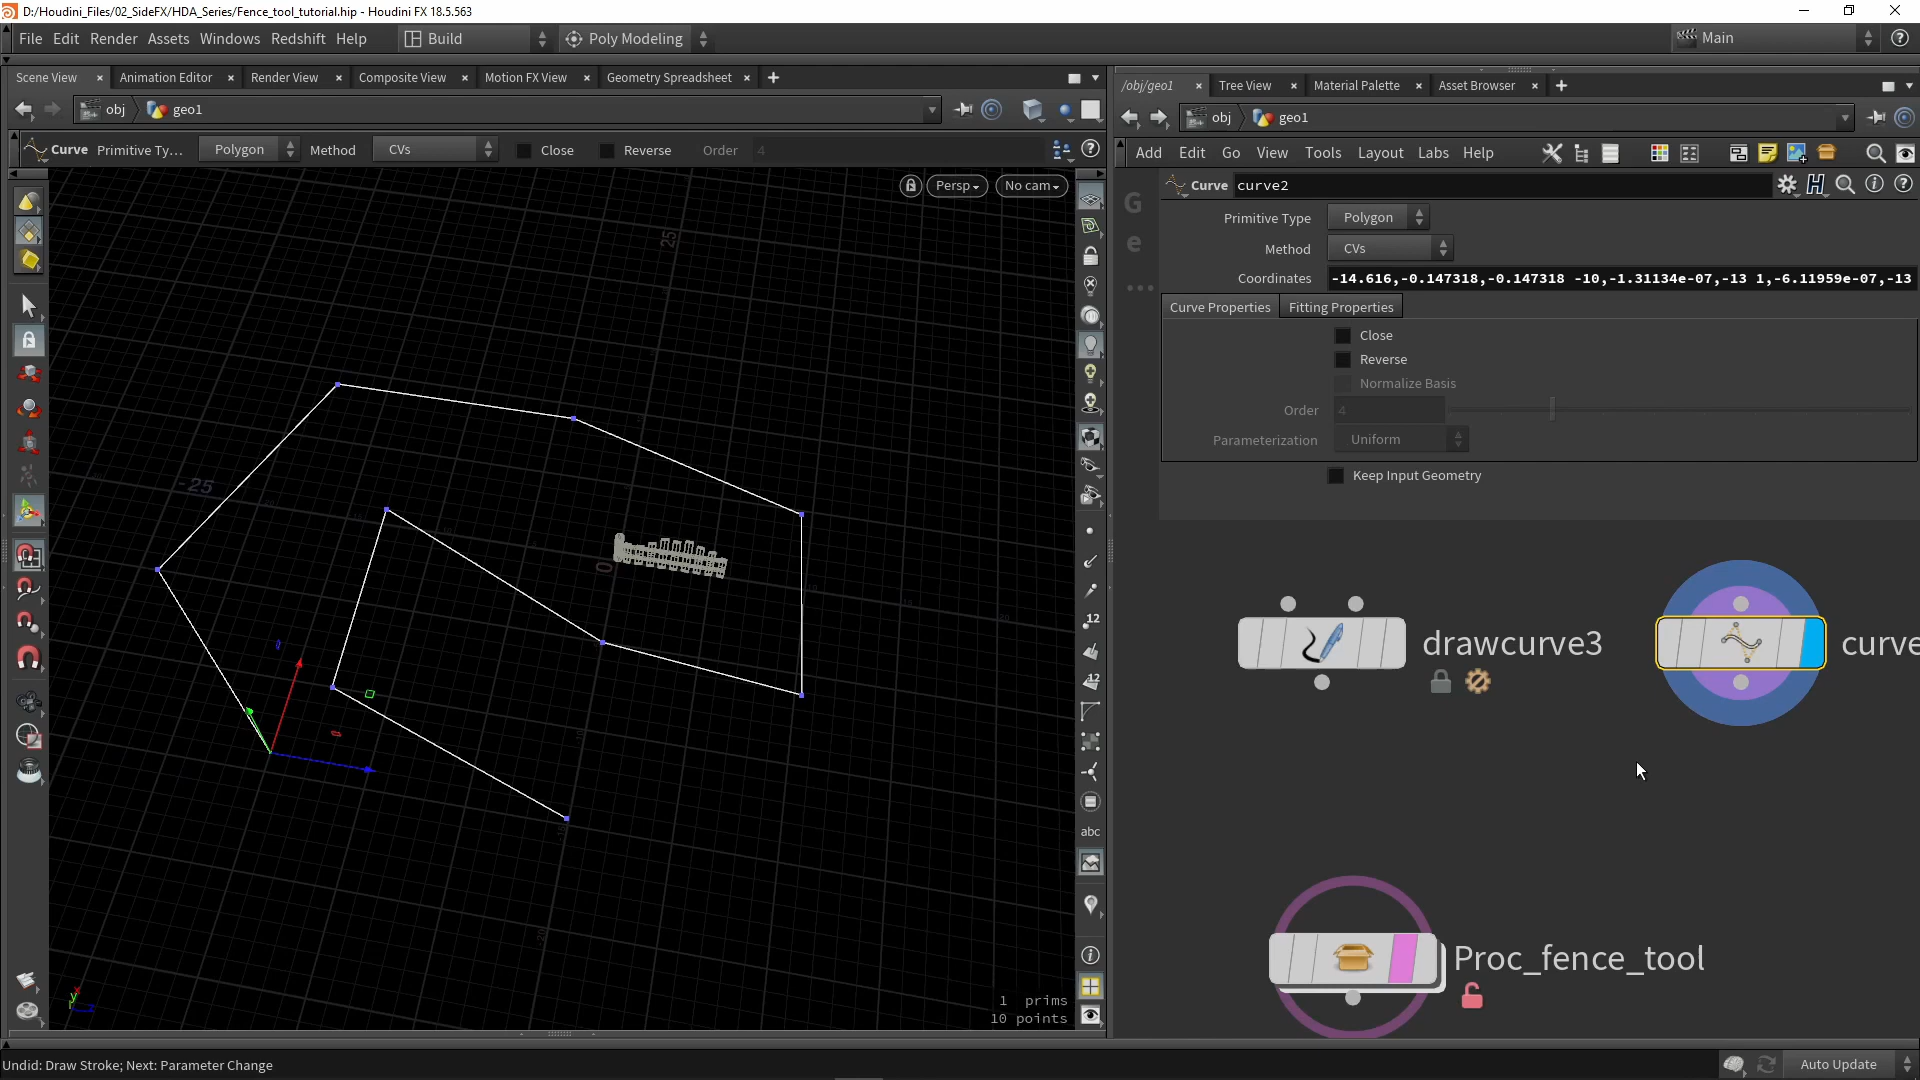 D:/Houdini_Files/02_SideFX/HDA_Series/Fence_tool_tutorial.hip - Houdini FX 18.5.563
File Edit Render Assets Windows Redshift Help
Build
Poly Modeling
Main
Scene View Animation Editor Render View Composite View Motion FX View Geometry Spreadsheet
obj geo1
Curve Primitive Ty... Polygon Method CVs Close Reverse Order 4
Persp No cam
25
-25
0
1 prims
10 points
12
12
abc
/obj/geo1 Tree View Material Palette Asset Browser
obj geo1
Add Edit Go View Tools Layout Labs Help
G
e
...
Curve curve2
Primitive Type Polygon
Method CVs
Coordinates -14.616,-0.147318,-0.147318 -10,-1.31134e-07,-13 1,-6.11959e-07,-13
Curve Properties Fitting Properties
Close
Reverse
Normalize Basis
Order 4
Parameterization Uniform
Keep Input Geometry
drawcurve3
curve
Proc_fence_tool
Undid: Draw Stroke; Next: Parameter Change
Auto Update